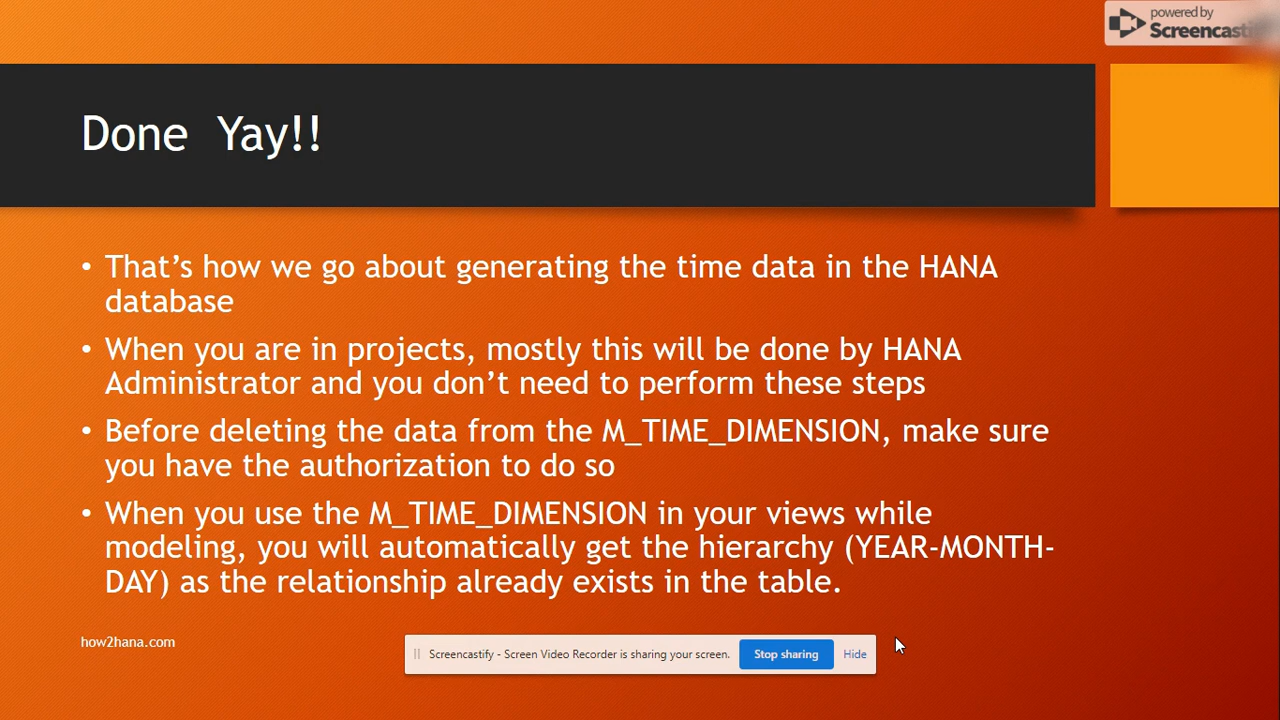 powered by
Screencastify
Done Yay!!
• That's how we go about generating the time data in the HANA
database
• When you are in projects, mostly this will be done by HANA
Administrator and you don't need to perform these steps
• Before deleting the data from the M_TIME_DIMENSION, make sure
you have the authorization to do so
• When you use the M_TIME_DIMENSION in your views while
modeling, you will automatically get the hierarchy (YEAR-MONTH-
DAY) as the relationship already exists in the table.
how2hana.com
Screencastify - Screen Video Recorder is sharing your screen. Stop sharing Hide